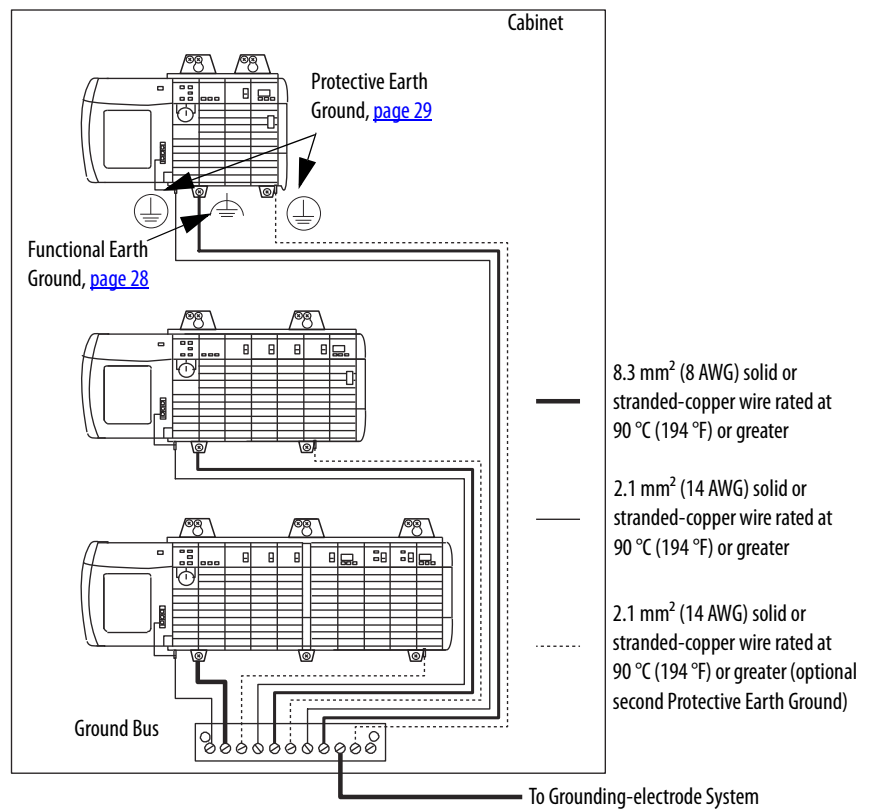 Cabinet
Protective Earth
Ground, page 29
Functional Earth
Ground, page 28
8.3 mm² (8 AWG) solid or
stranded-copper wire rated at
90 °C (194 °F) or greater
2.1 mm² (14 AWG) solid or
stranded-copper wire rated at
90 °C (194 °F) or greater
2.1 mm² (14 AWG) solid or
stranded-copper wire rated at
90 °C (194 °F) or greater (optional
second Protective Earth Ground)
Ground Bus
To Grounding-electrode System